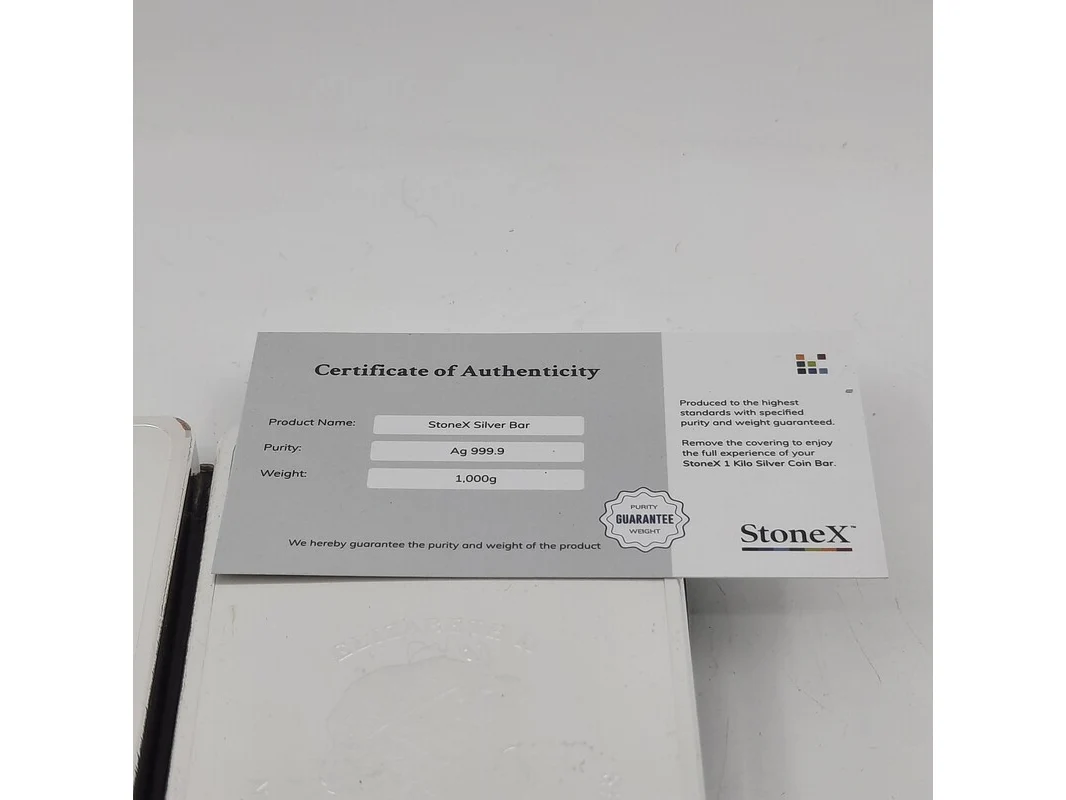 Certificate of Authenticity
Product Name: StoneX Silver Bar
Purity: Ag 999.9
Weight: 1,000g
We hereby guarantee the purity and weight of the product
PURITY
GUARANTEE
WEIGHT
Produced to the highest
standards with specified
purity and weight guaranteed.
Remove the covering to enjoy
the full experience of your
StoneX 1 Kilo Silver Coin Bar.
StoneX™